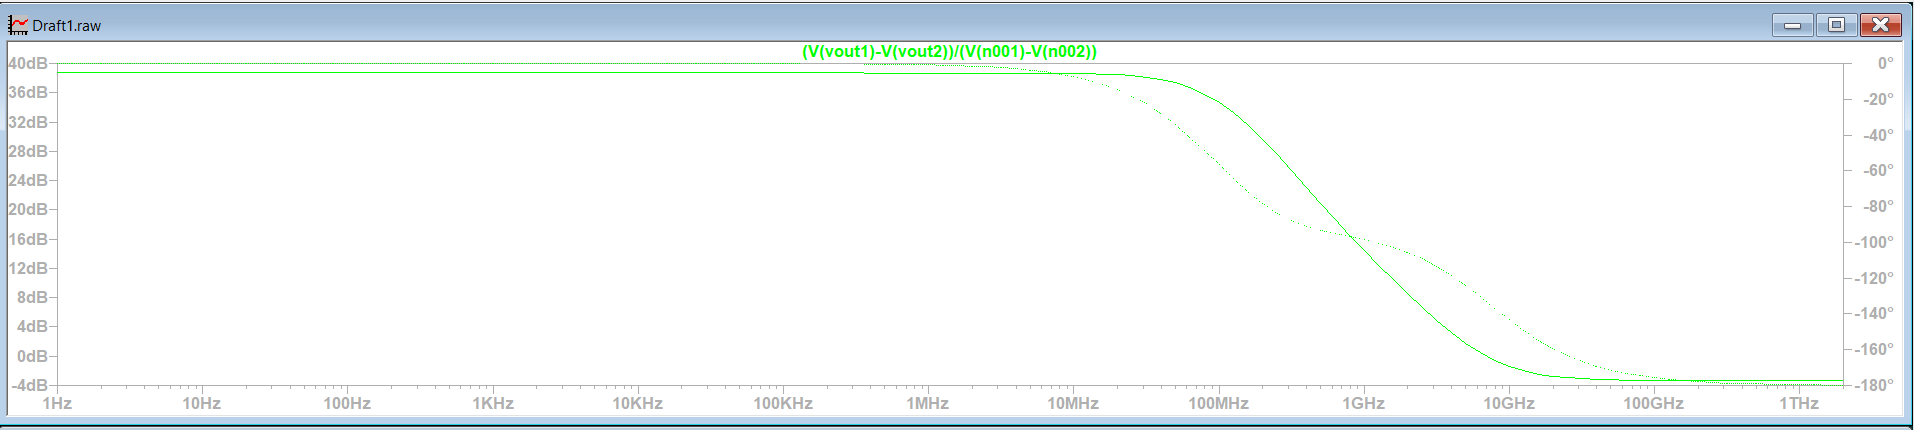 Draft1.raw
(V(vout1)-V(vout2))/(V(n001)-V(n002))
40dB
36dB
32dB
28dB
24dB
20dB
16dB
12dB
8dB
4dB
0dB
-4dB
0°
-20°
-40°
-60°
-80°
-100°
-120°
-140°
-160°
-180°
1Hz 10Hz 100Hz 1KHz 10KHz 100KHz 1MHz 10MHz 100MHz 1GHz 10GHz 100GHz 1THz